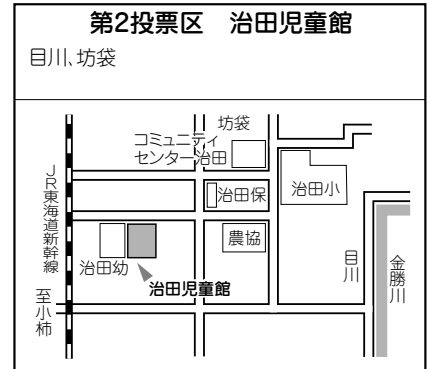 第2投票区　治田児童館
目川、坊袋
坊袋
コミュニティ
センター治田
治田保
治田小
JR東海道新幹線
農協
治田幼
治田児童館
目川
金勝川
至小柿